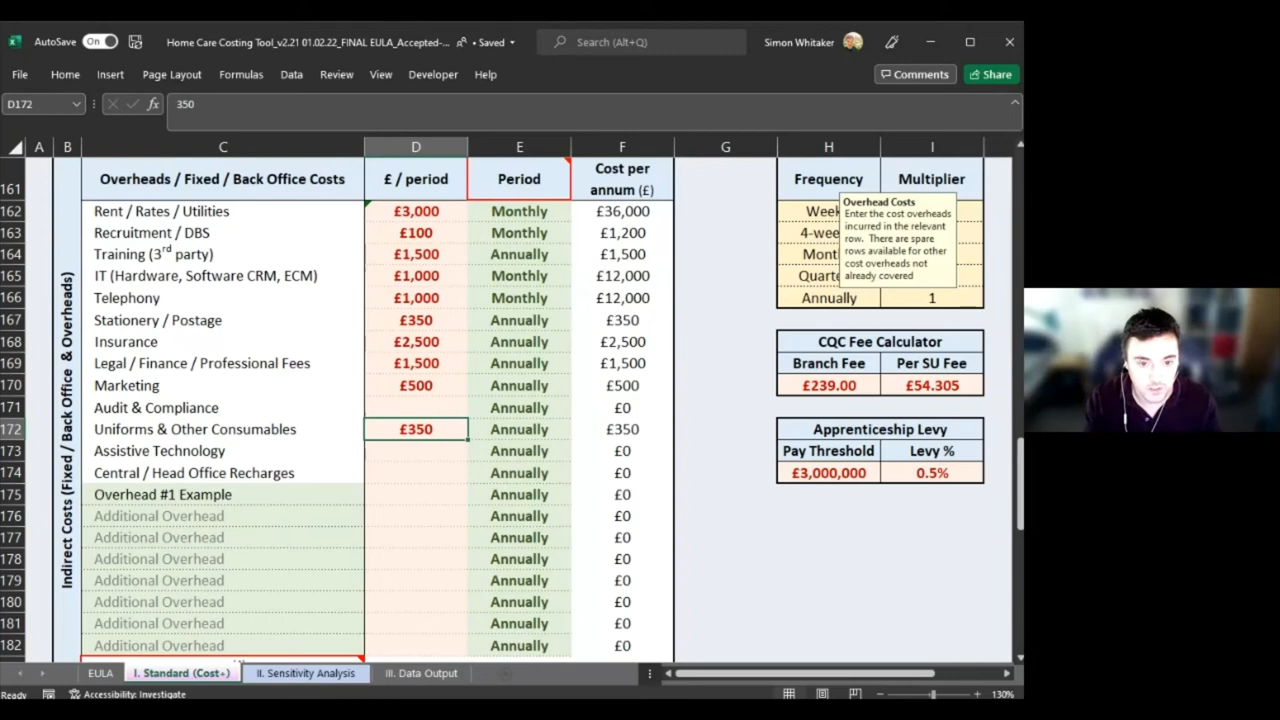 AutoSave On Home Care Costing Tool_v2.21 01.02.22_FINAL EULA_Accepted-... • Saved Search (Alt+Q) Simon Whitaker
File Home Insert Page Layout Formulas Data Review View Developer Help Comments Share
D172 fx 350
A B C D E F G H I
161 Overheads / Fixed / Back Office Costs £ / period Period Cost per annum (£) Frequency Multiplier
162 Rent / Rates / Utilities £3,000 Monthly £36,000 Week
163 Recruitment / DBS £100 Monthly £1,200 4-wee
164 Training (3rd party) £1,500 Annually £1,500 Mont
165 IT (Hardware, Software CRM, ECM) £1,000 Monthly £12,000 Quarte
166 Telephony £1,000 Monthly £12,000 Annually 1
Overhead Costs
Enter the cost overheads
incurred in the relevant
row. There are spare
rows available for other
cost overheads not
already covered
167 Stationery / Postage £350 Annually £350
168 Insurance £2,500 Annually £2,500 CQC Fee Calculator
169 Legal / Finance / Professional Fees £1,500 Annually £1,500 Branch Fee Per SU Fee
170 Marketing £500 Annually £500 £239.00 £54.305
171 Audit & Compliance Annually £0
172 Uniforms & Other Consumables £350 Annually £350 Apprenticeship Levy
173 Assistive Technology Annually £0 Pay Threshold Levy %
174 Central / Head Office Recharges Annually £0 £3,000,000 0.5%
175 Overhead #1 Example Annually £0
176 Additional Overhead Annually £0
177 Additional Overhead Annually £0
178 Additional Overhead Annually £0
179 Additional Overhead Annually £0
180 Additional Overhead Annually £0
181 Additional Overhead Annually £0
182 Additional Overhead Annually £0
Indirect Costs (Fixed / Back Office & Overheads)
EULA I. Standard (Cost+) II. Sensitivity Analysis III. Data Output
Ready Accessibility: Investigate 130%